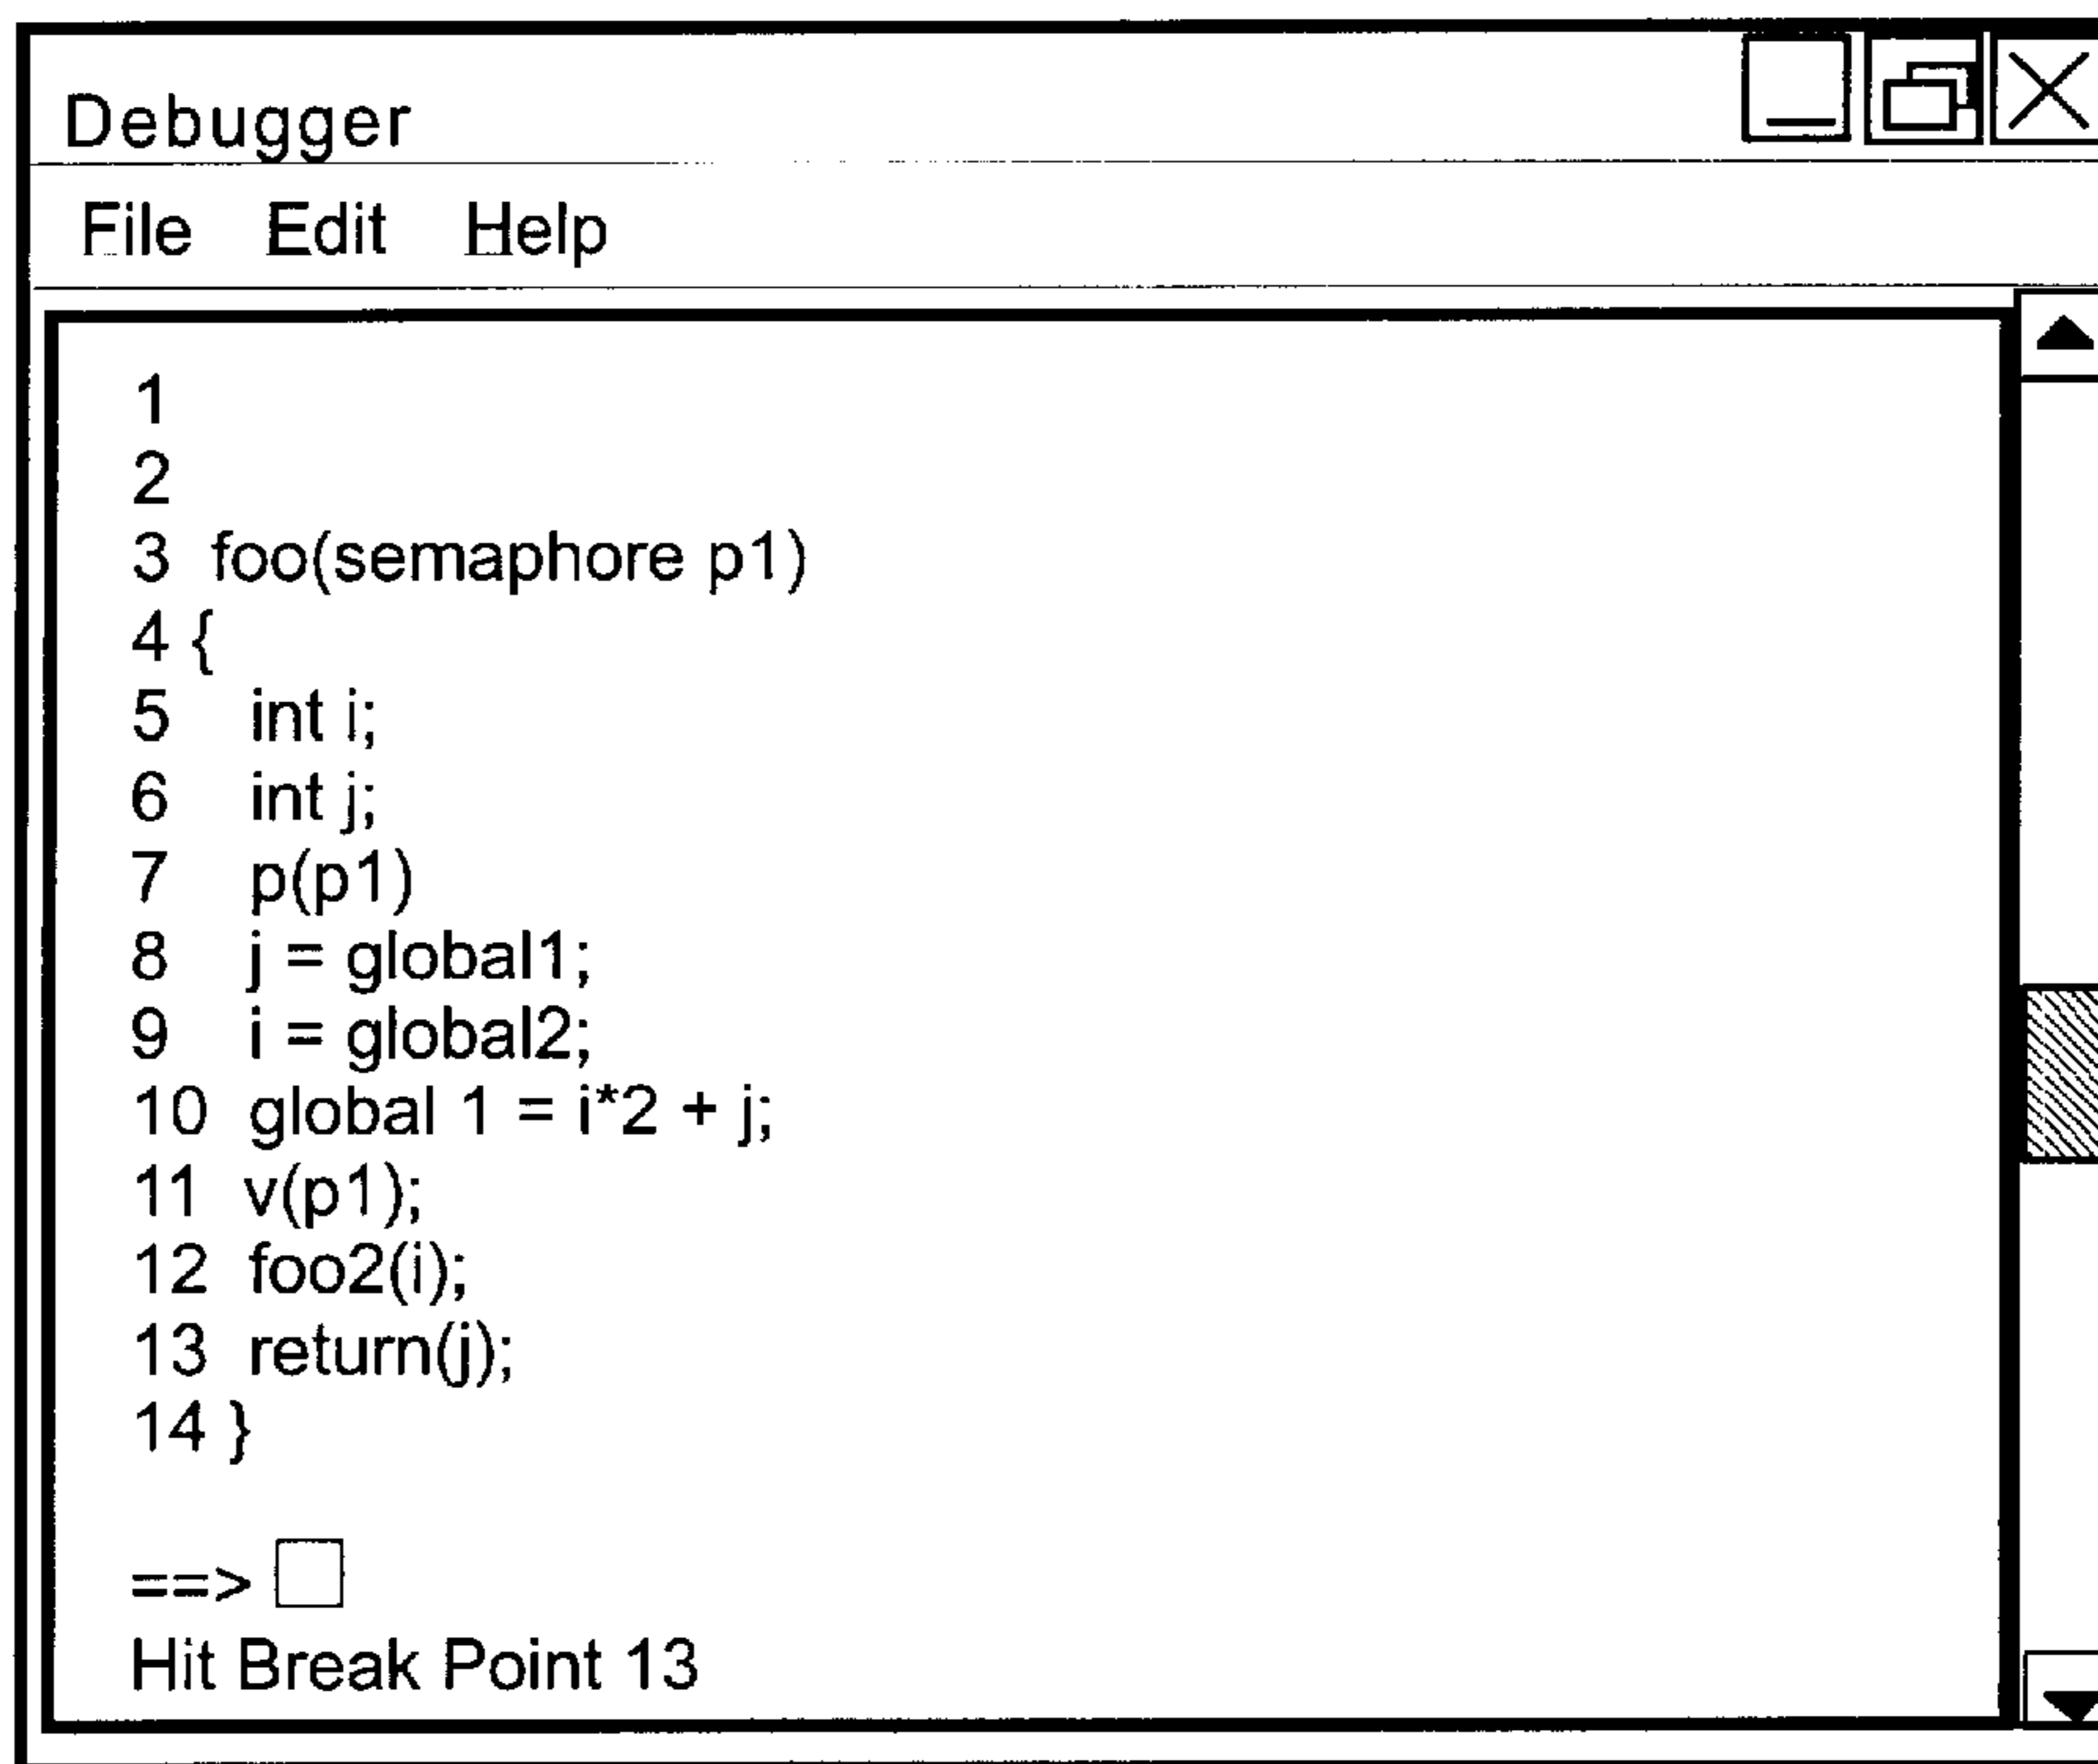 Debugger
File Edit Help
1
2
3 foo(semaphore p1)
4 {
5 int i;
6 int j;
7 p(p1)
8 j = global1;
9 i = global2;
10 global 1 = i*2 + j;
11 v(p1);
12 foo2(i);
13 return(j);
14 }
==>
Hit Break Point 13